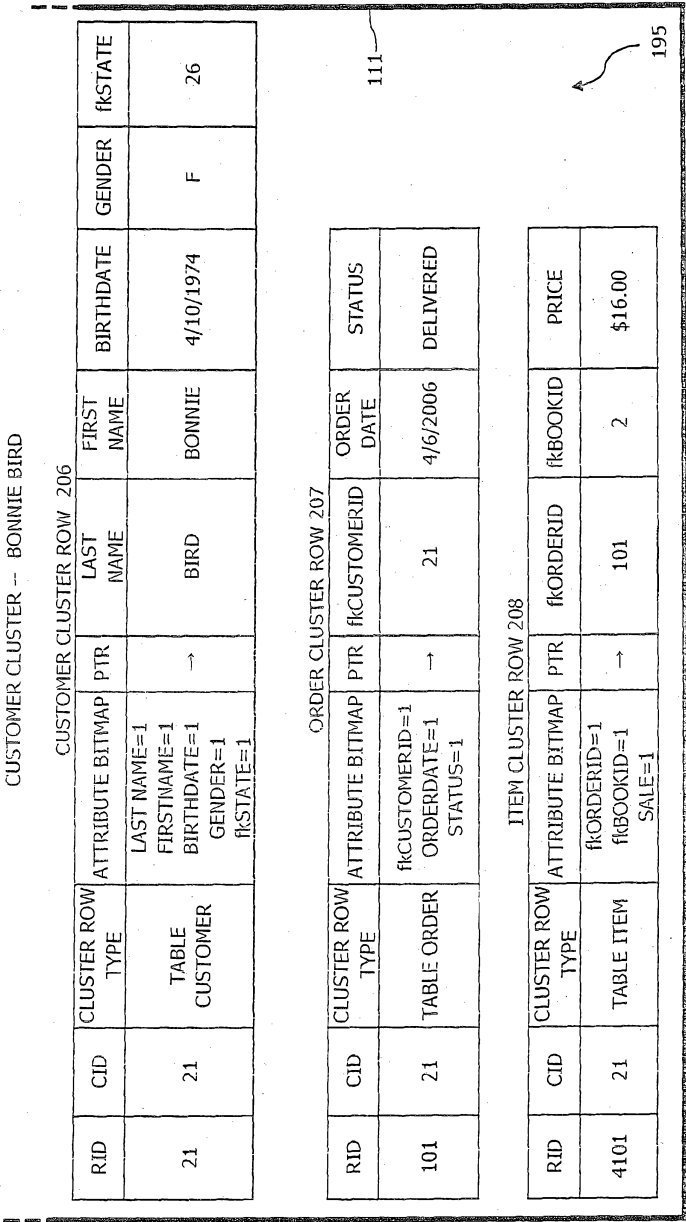 CUSTOMER CLUSTER -- BONNIE BIRD
CUSTOMER CLUSTER ROW 206
RID CID CLUSTER ROW TYPE ATTRIBUTE BITMAP PTR LAST NAME FIRST NAME BIRTHDATE GENDER fkSTATE
21 21 TABLE CUSTOMER LAST NAME=1 → BIRD BONNIE 4/10/1974 F 26
FIRSTNAME=1
BIRTHDATE=1
GENDER=1
fkSTATE=1
ORDER CLUSTER ROW 207
RID CID CLUSTER ROW TYPE ATTRIBUTE BITMAP PTR fkCUSTOMERID ORDER DATE STATUS
101 21 TABLE ORDER fkCUSTOMERID=1 → 21 4/6/2006 DELIVERED
ORDERDATE=1
STATUS=1
111
ITEM CLUSTER ROW 208
RID CID CLUSTER ROW TYPE ATTRIBUTE BITMAP PTR fkORDERID fkBOOKID PRICE
4101 21 TABLE ITEM fkORDERID=1 → 101 2 $16.00
fkBOOKID=1
SALE=1
195